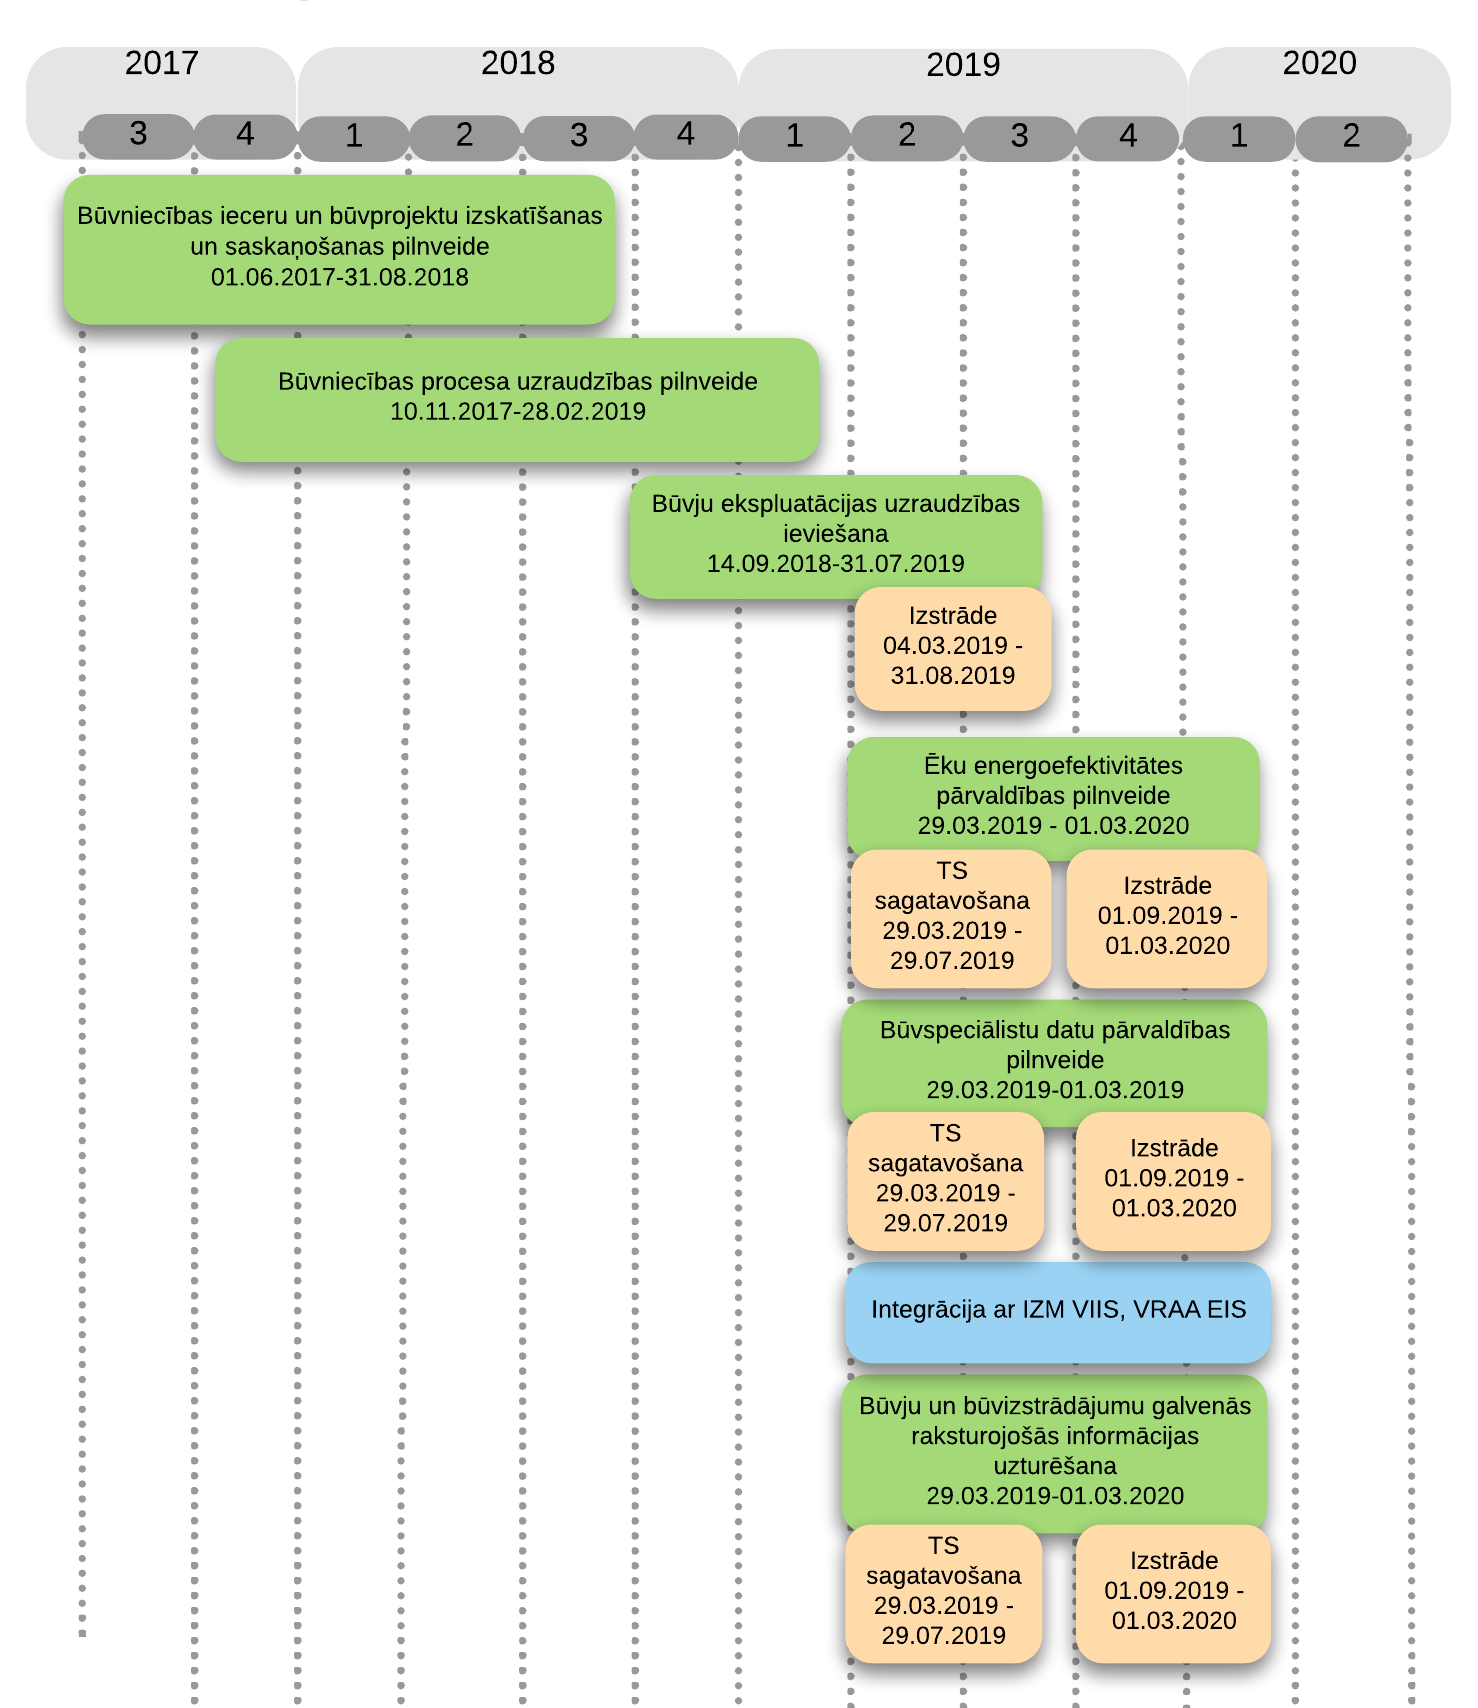 2017 2018 2019 2020
3 4 1 2 3 4 1 2 3 4 1 2
Būvniecības ieceru un būvprojektu izskatīšanas
un saskaņošanas pilnveide
01.06.2017-31.08.2018
Būvniecības procesa uzraudzības pilnveide
10.11.2017-28.02.2019
Būvju ekspluatācijas uzraudzības
ieviešana
14.09.2018-31.07.2019
Izstrāde
04.03.2019 -
31.08.2019
Ēku energoefektivitātes
pārvaldības pilnveide
29.03.2019 - 01.03.2020
TS
sagatavošana
29.03.2019 -
29.07.2019
Izstrāde
01.09.2019 -
01.03.2020
Būvspeciālistu datu pārvaldības
pilnveide
29.03.2019-01.03.2019
TS
sagatavošana
29.03.2019 -
29.07.2019
Izstrāde
01.09.2019 -
01.03.2020
Integrācija ar IZM VIIS, VRAA EIS
Būvju un būvizstrādājumu galvenās
raksturojošās informācijas
uzturēšana
29.03.2019-01.03.2020
TS
sagatavošana
29.03.2019 -
29.07.2019
Izstrāde
01.09.2019 -
01.03.2020